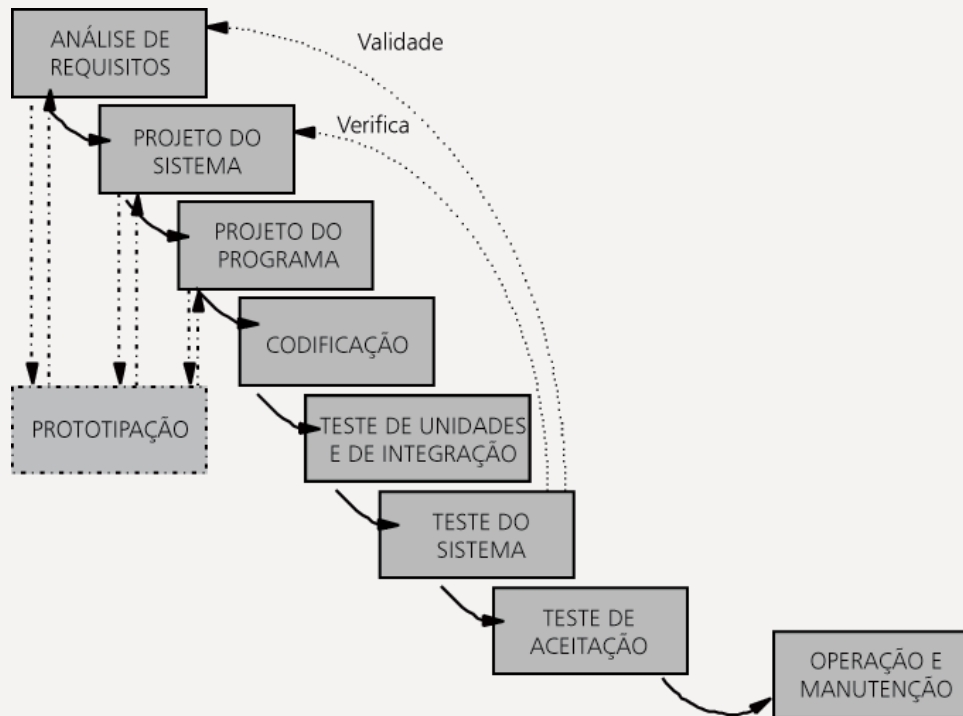 ANÁLISE DE
REQUISITOS
Validade
PROJETO DO
SISTEMA
Verifica
PROJETO DO
PROGRAMA
CODIFICAÇÃO
PROTOTIPAÇÃO
TESTE DE UNIDADES
E DE INTEGRAÇÃO
TESTE DO
SISTEMA
TESTE DE
ACEITAÇÃO
OPERAÇÃO E
MANUTENÇÃO